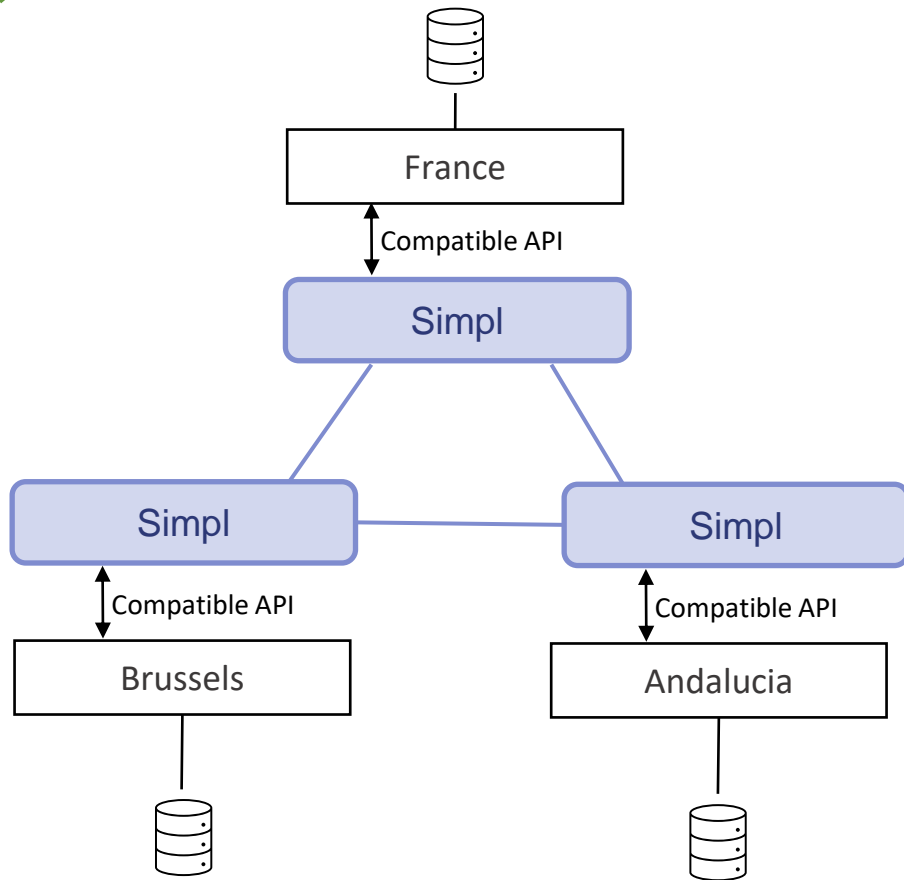 France
Compatible API
Simpl
Simpl
Simpl
Compatible API
Compatible API
Brussels
Andalucia